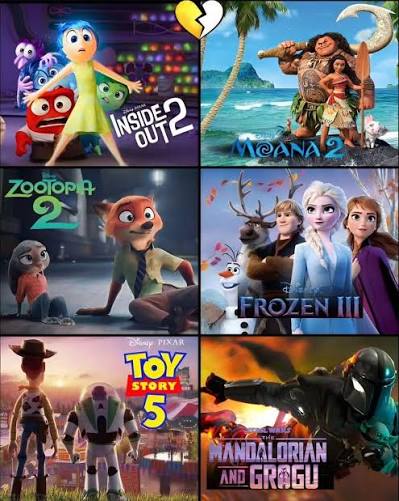 DISNEY · PIXAR
INSIDE
OUT 2
MOANA 2
ZOOTOPIA
2
Disney
FROZEN III
Disney PIXAR
TOY
STORY
5
STAR WARS
THE
MANDALORIAN
AND GROGU